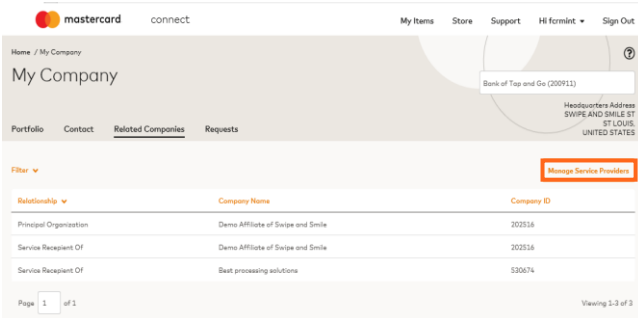 mastercard connect My Items Store Support Hi fcrmint Sign Out
Home / My Company
My Company
?
Bank of Tap and Go (200911)
Headquarters Address
SWIPE AND SMILE ST
ST LOUIS,
UNITED STATES
Portfolio Contact Related Companies Requests
Filter
Manage Service Providers
Relationship Company Name Company ID
Principal Organization Demo Affiliate of Swipe and Smile 202516
Service Recepient Of Demo Affiliate of Swipe and Smile 202516
Service Recepient Of Best processing solutions 530674
Page 1 of 1 Viewing 1-3 of 3